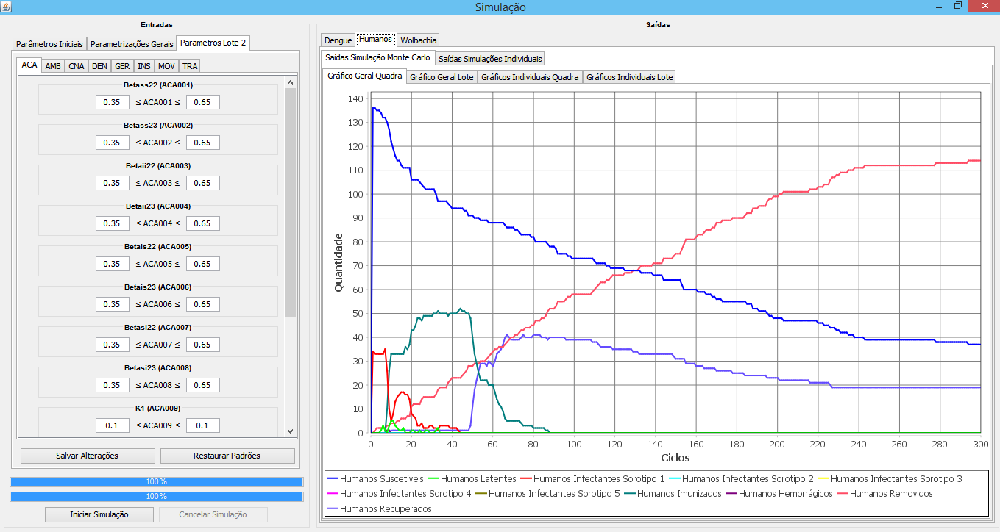 Simulação
Entradas
Parâmetros Iniciais Parametrizações Gerais Parametros Lote 2
ACA AMB CNA DEN GER INS MOV TRA
Betass22 (ACA001)
0.35 ≤ ACA001 ≤ 0.65
Betass23 (ACA002)
0.35 ≤ ACA002 ≤ 0.65
Betaii22 (ACA003)
0.35 ≤ ACA003 ≤ 0.65
Betaii23 (ACA004)
0.35 ≤ ACA004 ≤ 0.65
Betais22 (ACA005)
0.35 ≤ ACA005 ≤ 0.65
Betais23 (ACA006)
0.35 ≤ ACA006 ≤ 0.65
Betasi22 (ACA007)
0.35 ≤ ACA007 ≤ 0.65
Betasi23 (ACA008)
0.35 ≤ ACA008 ≤ 0.65
K1 (ACA009)
0.1 ≤ ACA009 ≤ 0.1
Salvar Alterações Restaurar Padrões
100%
100%
Iniciar Simulação Cancelar Simulação
Saídas
Dengue Humanos Wolbachia
Saídas Simulação Monte Carlo Saídas Simulações Individuais
Gráfico Geral Quadra Gráfico Geral Lote Gráficos Individuais Quadra Gráficos Individuais Lote
Quantidade
140
130
120
110
100
90
80
70
60
50
40
30
20
10
0
0 20 40 60 80 100 120 140 160 180 200 220 240 260 280 300
Ciclos
Humanos Suscetíveis Humanos Latentes Humanos Infectantes Sorotipo 1 Humanos Infectantes Sorotipo 2 Humanos Infectantes Sorotipo 3
Humanos Infectantes Sorotipo 4 Humanos Infectantes Sorotipo 5 Humanos Imunizados Humanos Hemorrágicos Humanos Removidos
Humanos Recuperados